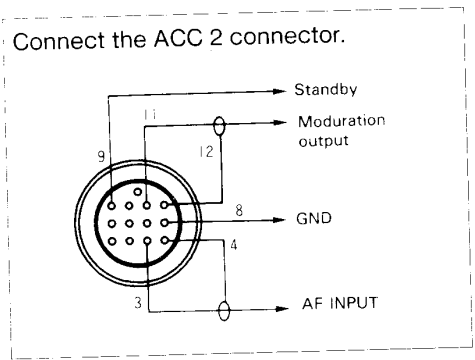 Connect the ACC 2 connector.
Standby
11
Moduration
output
12
9
8
GND
4
3
AF INPUT